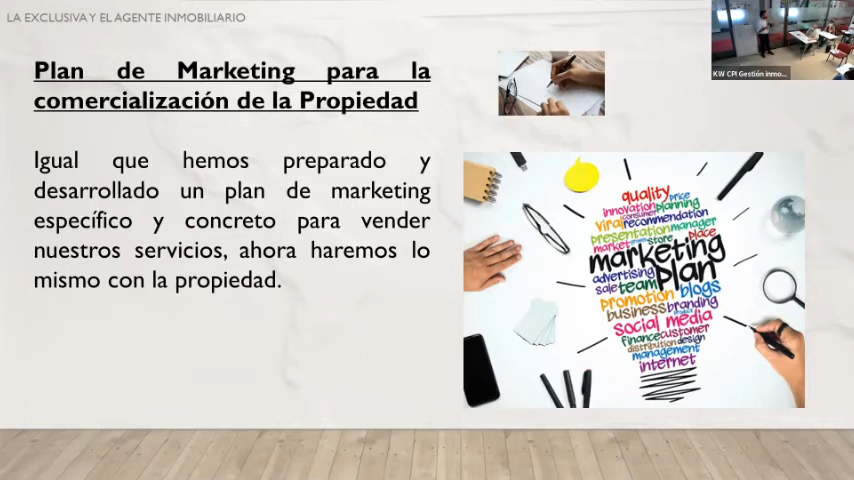 LA EXCLUSIVA Y EL AGENTE INMOBILIARIO
KW CPI Gestión inmo...
Plan de Marketing para la
comercialización de la Propiedad
Igual que hemos preparado y
desarrollado un plan de marketing
específico y concreto para vender
nuestros servicios, ahora haremos lo
mismo con la propiedad.
quality
innovation price
consumer planning
viral recommendation
presentation manager
market store place
marketing
advertising plan
sale team
promotion blogs
business branding
social media
finance customer
distribution design
management
internet